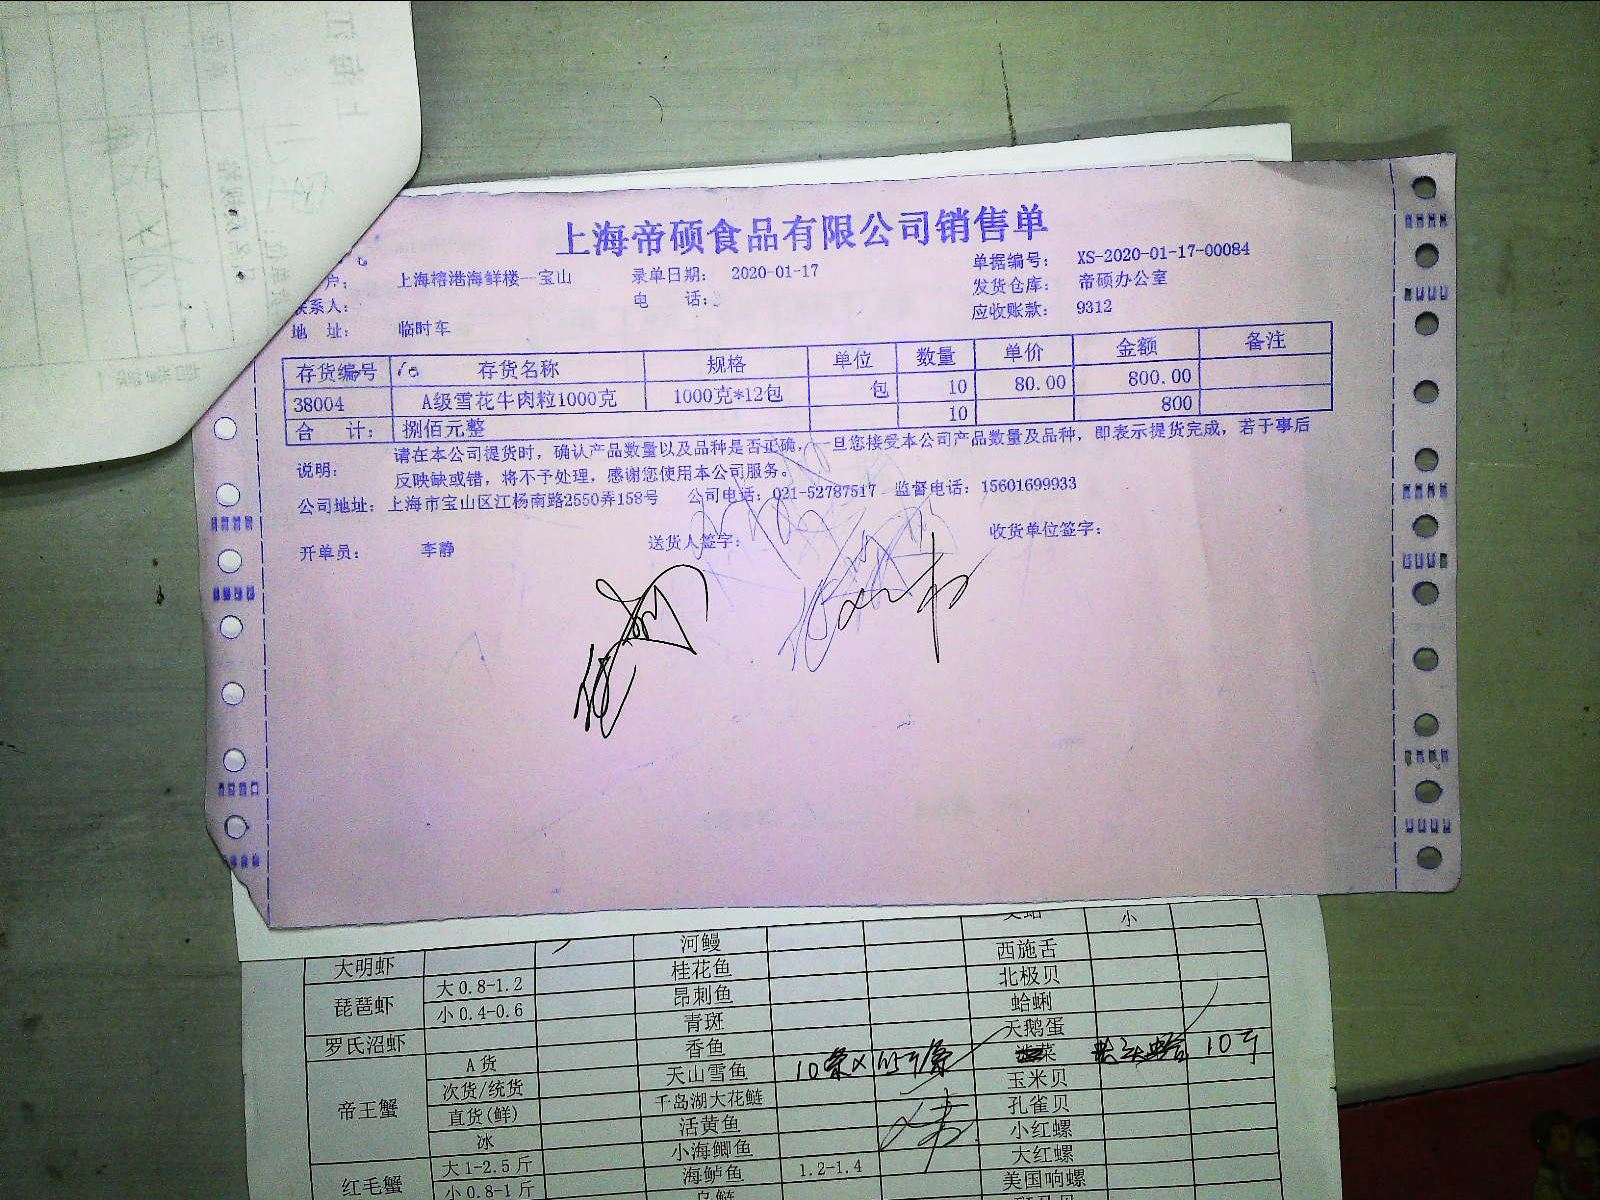 上海帝硕食品有限公司销售单
户: 上海榕港海鲜楼--宝山 录单日期: 2020-01-17 单据编号: XS-2020-01-17-00084
联系人: 电 话: 发货仓库: 帝硕办公室
地 址: 临时车 应收账款: 9312
存货编号 存货名称 规格 单位 数量 单价 金额 备注
38004 A级雪花牛肉粒1000克 1000克*12包 包 10 80.00 800.00
合 计: 捌佰元整 10 800
说明: 请在本公司提货时，确认产品数量以及品种是否正确，一旦您接受本公司产品数量及品种，即表示提货完成，若于事后
反映缺或错，将不予处理，感谢您使用本公司服务。
公司地址: 上海市宝山区江杨南路2550弄158号 公司电话: 021-52787517 监督电话: 15601699933
开单员: 李静 送货人签字: 收货单位签字:
小
河鳗 西施舌
大明虾 桂花鱼 北极贝
琵琶虾 大0.8-1.2 昂刺鱼 蛤蜊
小0.4-0.6 青斑 天鹅蛋
罗氏沼虾 香鱼 菜 10斤
帝王蟹 A货 天山雪鱼 10条X 玉米贝
次货/统货 千岛湖大花鲢 孔雀贝
直货(鲜) 活黄鱼 小红螺
冰 小海鲫鱼 大红螺
红毛蟹 大1-2.5斤 海鲈鱼 1.2-1.4 美国响螺
小0.8-1斤